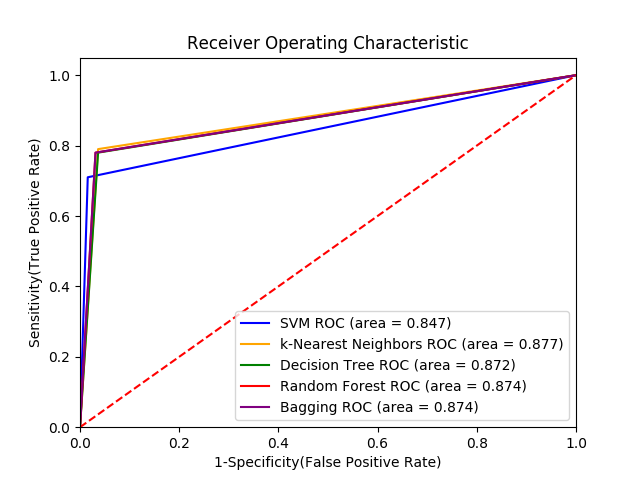 Receiver Operating Characteristic
1.0
0.8
0.6
0.4
0.2
0.0
Sensitivity(True Positive Rate)
SVM ROC (area = 0.847)
k-Nearest Neighbors ROC (area = 0.877)
Decision Tree ROC (area = 0.872)
Random Forest ROC (area = 0.874)
Bagging ROC (area = 0.874)
0.0 0.2 0.4 0.6 0.8 1.0
1-Specificity(False Positive Rate)